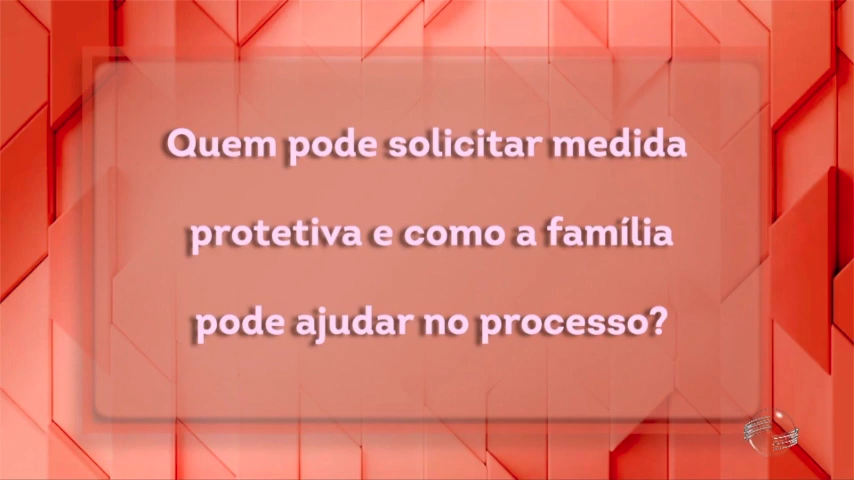 Quem pode solicitar medida
protetiva e como a família
pode ajudar no processo?